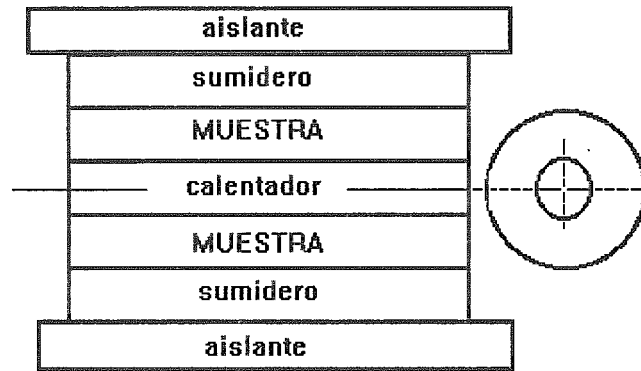 aislante
sumidero
MUESTRA
calentador
MUESTRA
sumidero
aislante